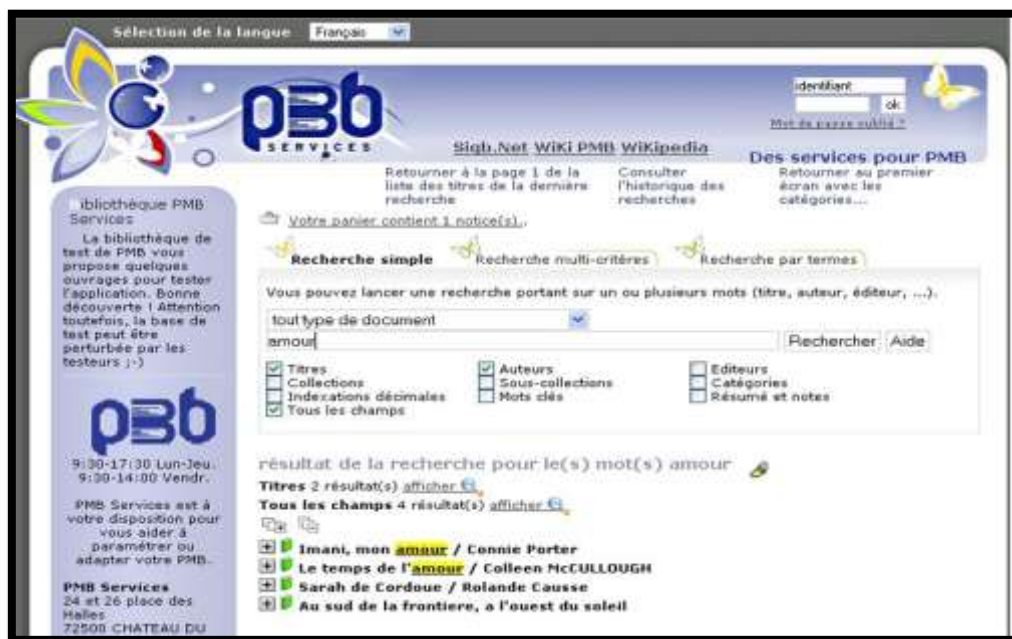 Sélection de la langue Français
identifiant
ok
Mot de passe oublié ?
PMB
SERVICES
Sigb.Net WiKi PMB WiKipedia
Des services pour PMB
Retourner à la page 1 de la liste des titres de la dernière recherche
Consulter l'historique des recherches
Retourner au premier écran avec les catégories...
Votre panier contient 1 notice(s)..
Recherche simple Recherche multi-critères Recherche par termes
Vous pouvez lancer une recherche portant sur un ou plusieurs mots (titre, auteur, éditeur, ...).
tout type de document
amour Rechercher Aide
Titres Auteurs Editeurs
Collections Sous-collections Catégories
Indexations décimales Mots clés Résumé et notes
Tous les champs
résultat de la recherche pour le(s) mot(s) amour
Titres 2 résultat(s) afficher
Tous les champs 4 résultat(s) afficher
Imani, mon amour / Connie Porter
Le temps de l'amour / Colleen McCULLOUGH
Sarah de Cordoue / Rolande Causse
Au sud de la frontiere, a l'ouest du soleil
ibliothèque PMB
Services
La bibliothèque de
test de PMB vous
propose quelques
ouvrages pour tester
l'application. Bonne
découverte ! Attention
toutefois, la base de
test peut être
perturbée par les
testeurs ;-)
PMB
9:30-17:30 Lun-Jeu.
9:30-14:00 Vendr.
PMB Services est à
votre disposition pour
vous aider à
paramétrer ou
adapter votre PMB.
PMB Services
24 et 26 place des
Halles
72500 CHATEAU DU